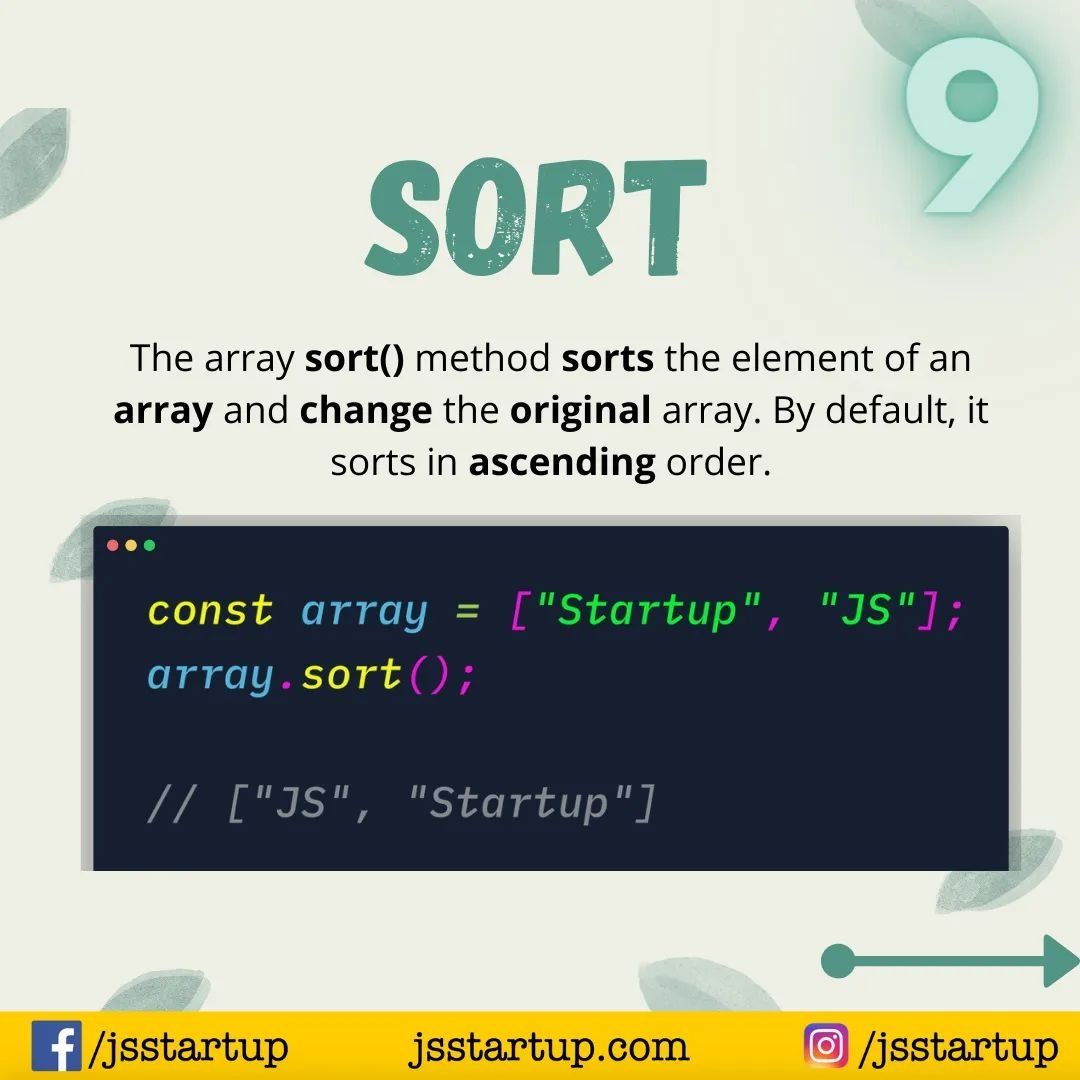 9
SORT
The array sort() method sorts the element of an
array and change the original array. By default, it
sorts in ascending order.
const array = ["Startup", "JS"];
array.sort();
// ["JS", "Startup"]
/jsstartup jsstartup.com /jsstartup